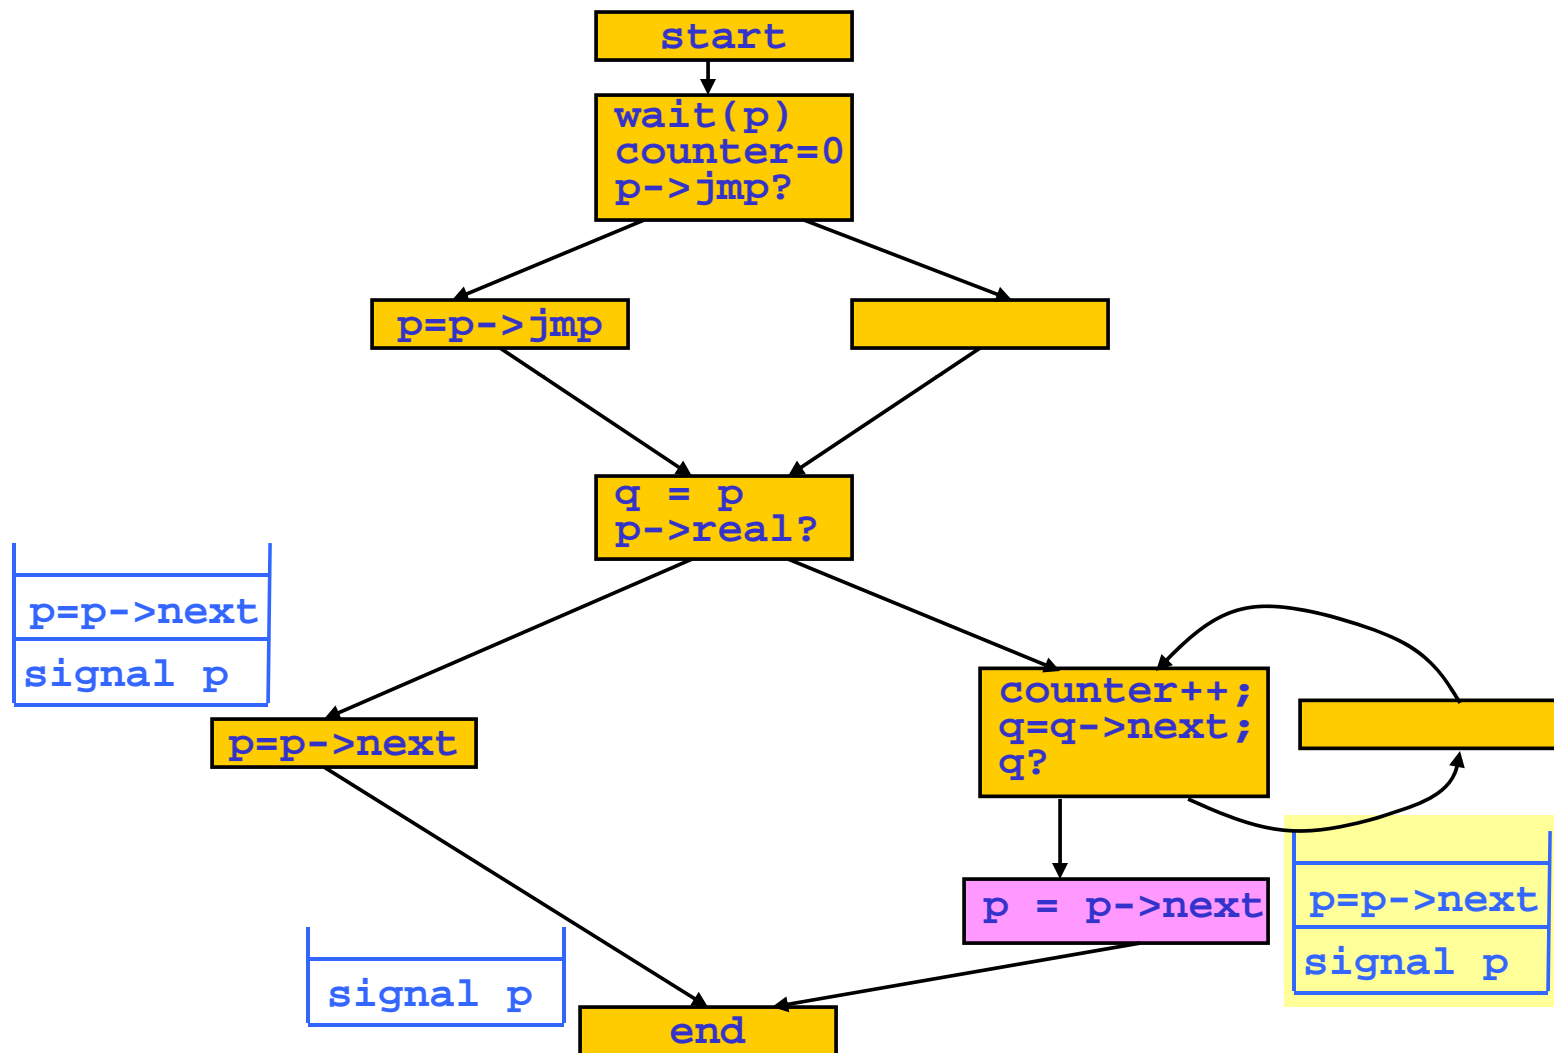 start
wait(p)
counter=0
p->jmp?
p=p->jmp
q = p
p->real?
p=p->next
signal p
p=p->next
counter++;
q=q->next;
q?
p = p->next
p=p->next
signal p
signal p
end